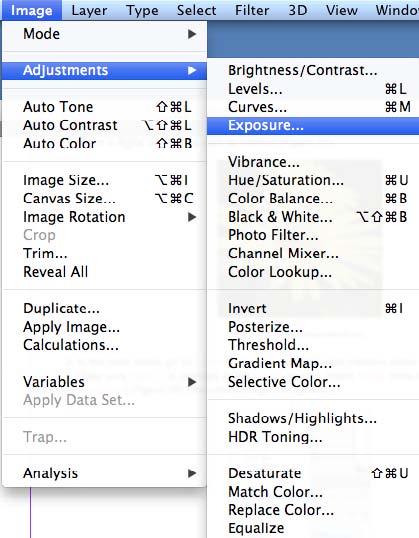 Image Layer Type Select Filter 3D View Window
Mode
Adjustments
Auto Tone ⇧⌘L
Auto Contrast ⌥⇧⌘L
Auto Color ⇧⌘B
Image Size... ⌥⌘I
Canvas Size... ⌥⌘C
Image Rotation
Crop
Trim...
Reveal All
Duplicate...
Apply Image...
Calculations...
Variables
Apply Data Set...
Trap...
Analysis
Brightness/Contrast...
Levels... ⌘L
Curves... ⌘M
Exposure...
Vibrance...
Hue/Saturation... ⌘U
Color Balance... ⌘B
Black & White... ⌥⇧⌘B
Photo Filter...
Channel Mixer...
Color Lookup...
Invert ⌘I
Posterize...
Threshold...
Gradient Map...
Selective Color...
Shadows/Highlights...
HDR Toning...
Desaturate ⇧⌘U
Match Color...
Replace Color...
Equalize